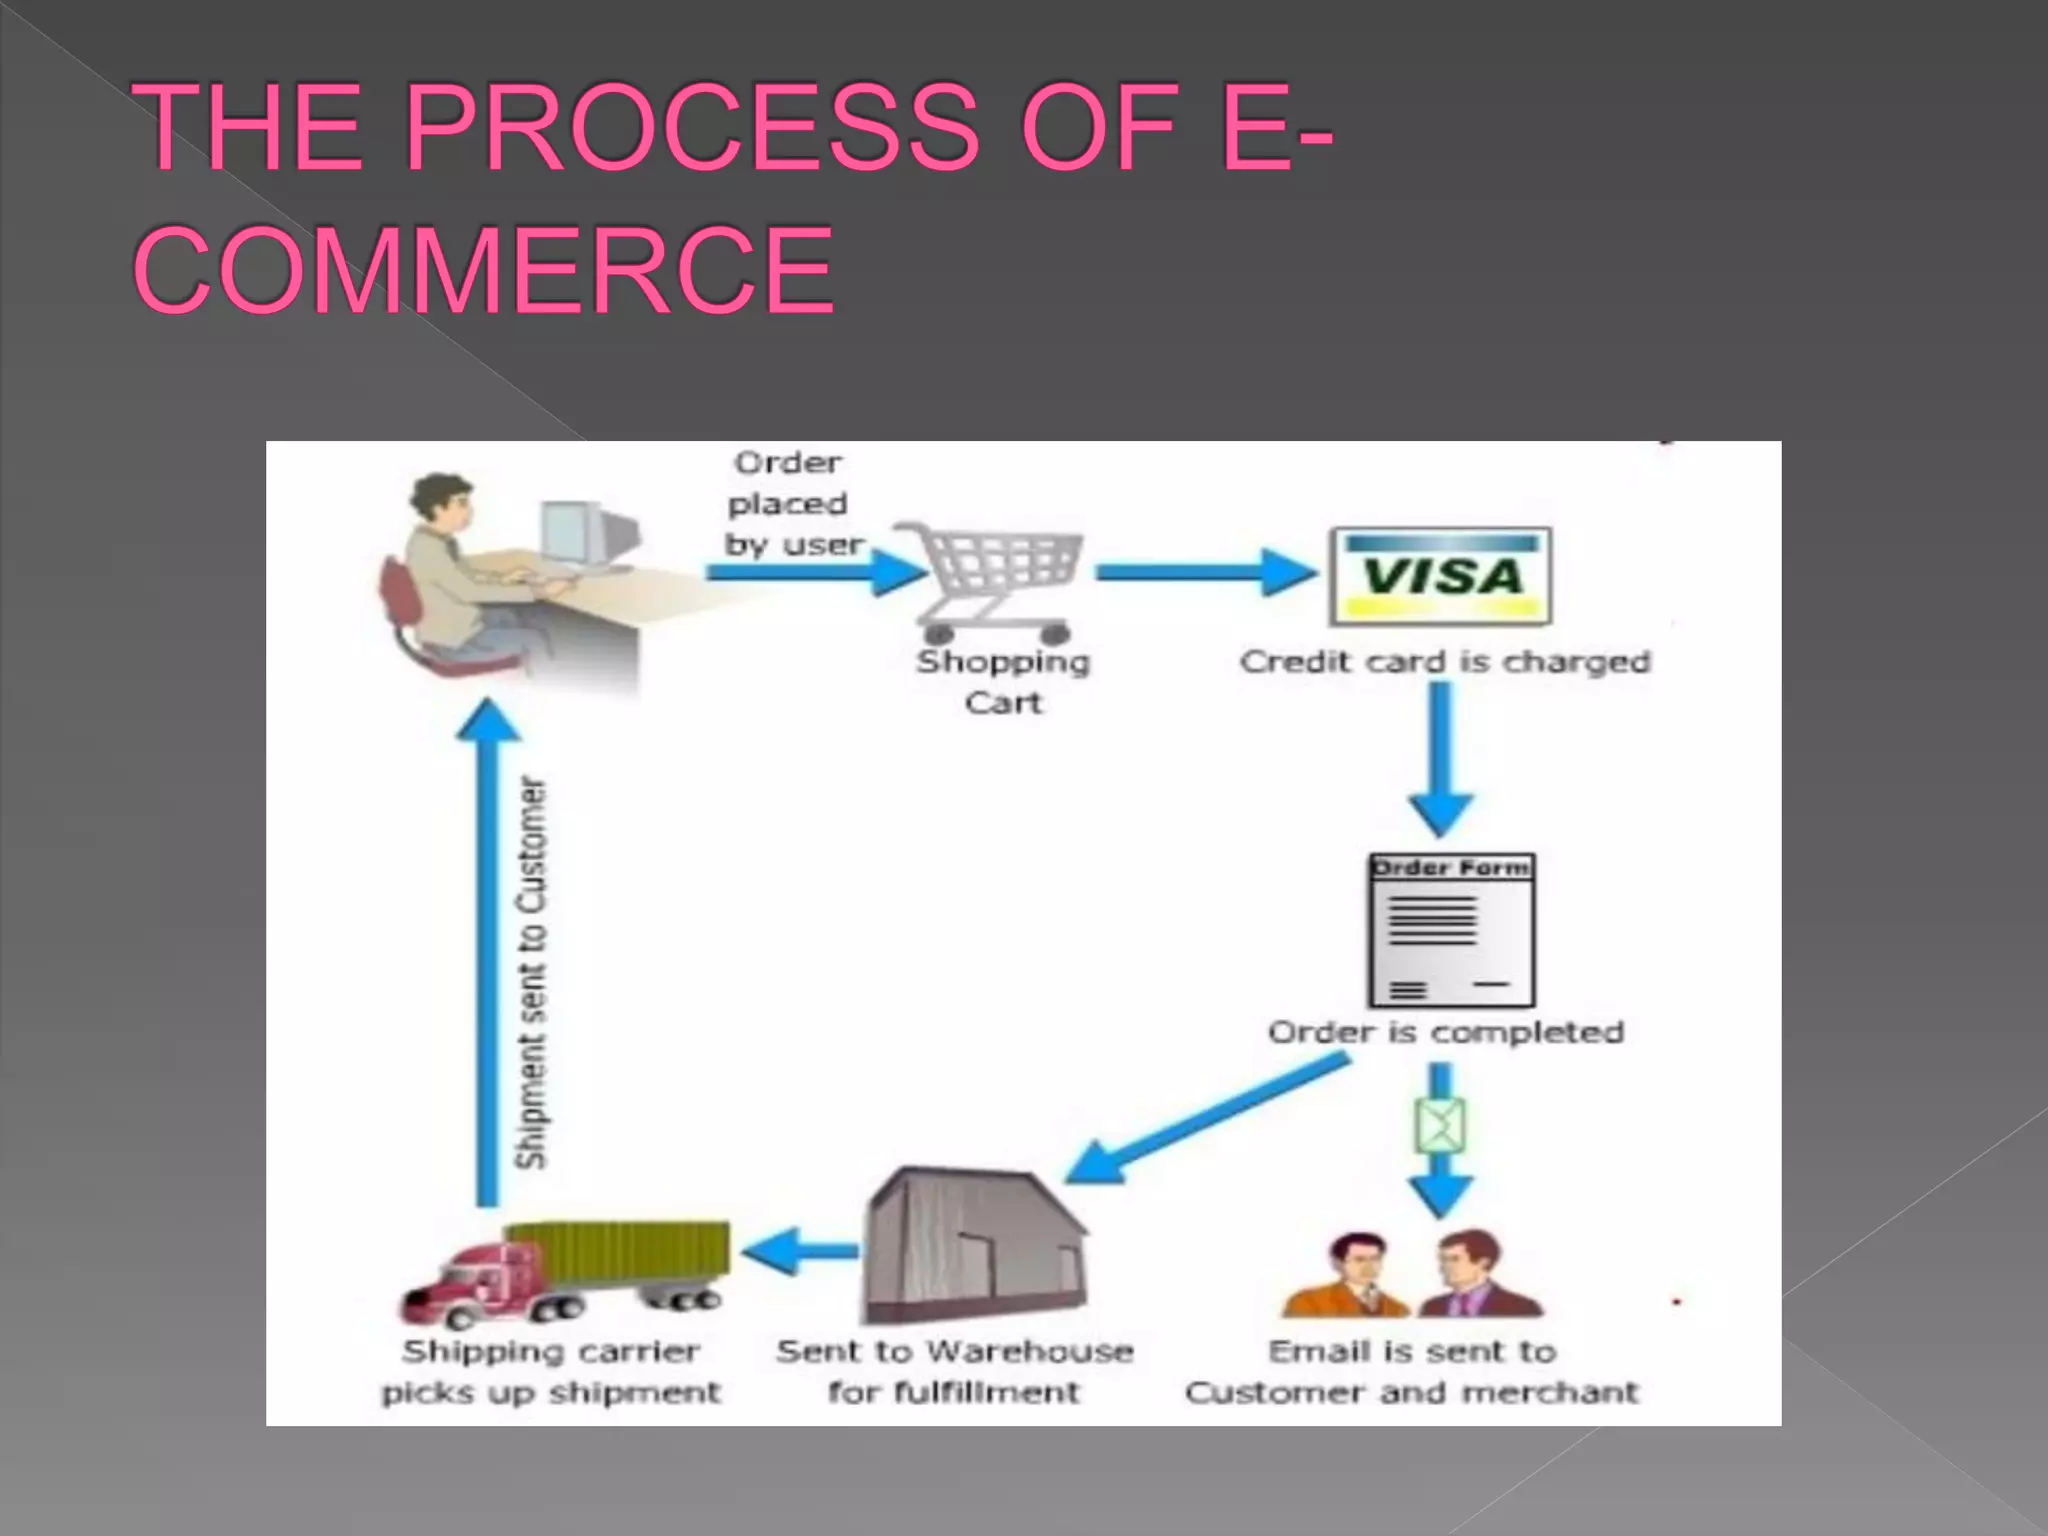 THE PROCESS OF E-
COMMERCE
Order
placed
by user
Shopping
Cart
VISA
Credit card is charged
Order Form
Order is completed
Shipment sent to Customer
Shipping carrier
picks up shipment
Sent to Warehouse
for fulfillment
Email is sent to
Customer and merchant